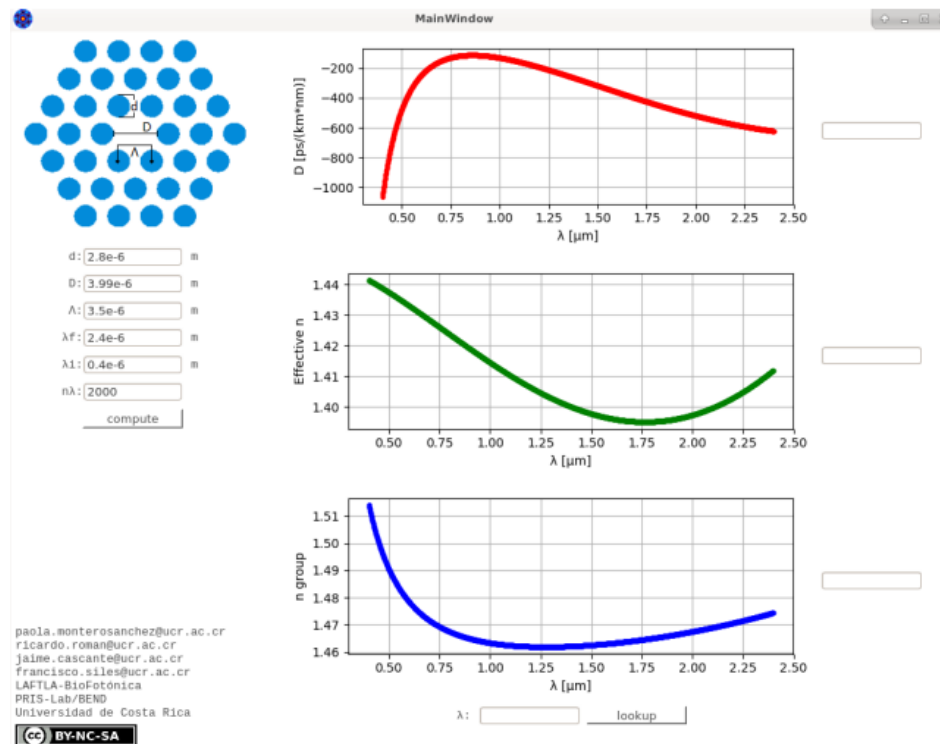 MainWindow
d
D
Λ
d: 2.8e-6 m
D: 3.99e-6 m
Λ: 3.5e-6 m
λf: 2.4e-6 m
λi: 0.4e-6 m
nλ: 2000
compute
D [ps/(km*nm)]
−200
−400
−600
−800
−1000
0.50 0.75 1.00 1.25 1.50 1.75 2.00 2.25 2.50
λ [μm]
Effective n
1.44
1.43
1.42
1.41
1.40
0.50 0.75 1.00 1.25 1.50 1.75 2.00 2.25 2.50
λ [μm]
n group
1.51
1.50
1.49
1.48
1.47
1.46
0.50 0.75 1.00 1.25 1.50 1.75 2.00 2.25 2.50
λ [μm]
λ: lookup
paola.monterosanchez@ucr.ac.cr
ricardo.roman@ucr.ac.cr
jaime.cascante@ucr.ac.cr
francisco.siles@ucr.ac.cr
LAFTLA-BioFotónica
PRIS-Lab/BEND
Universidad de Costa Rica
cc BY-NC-SA